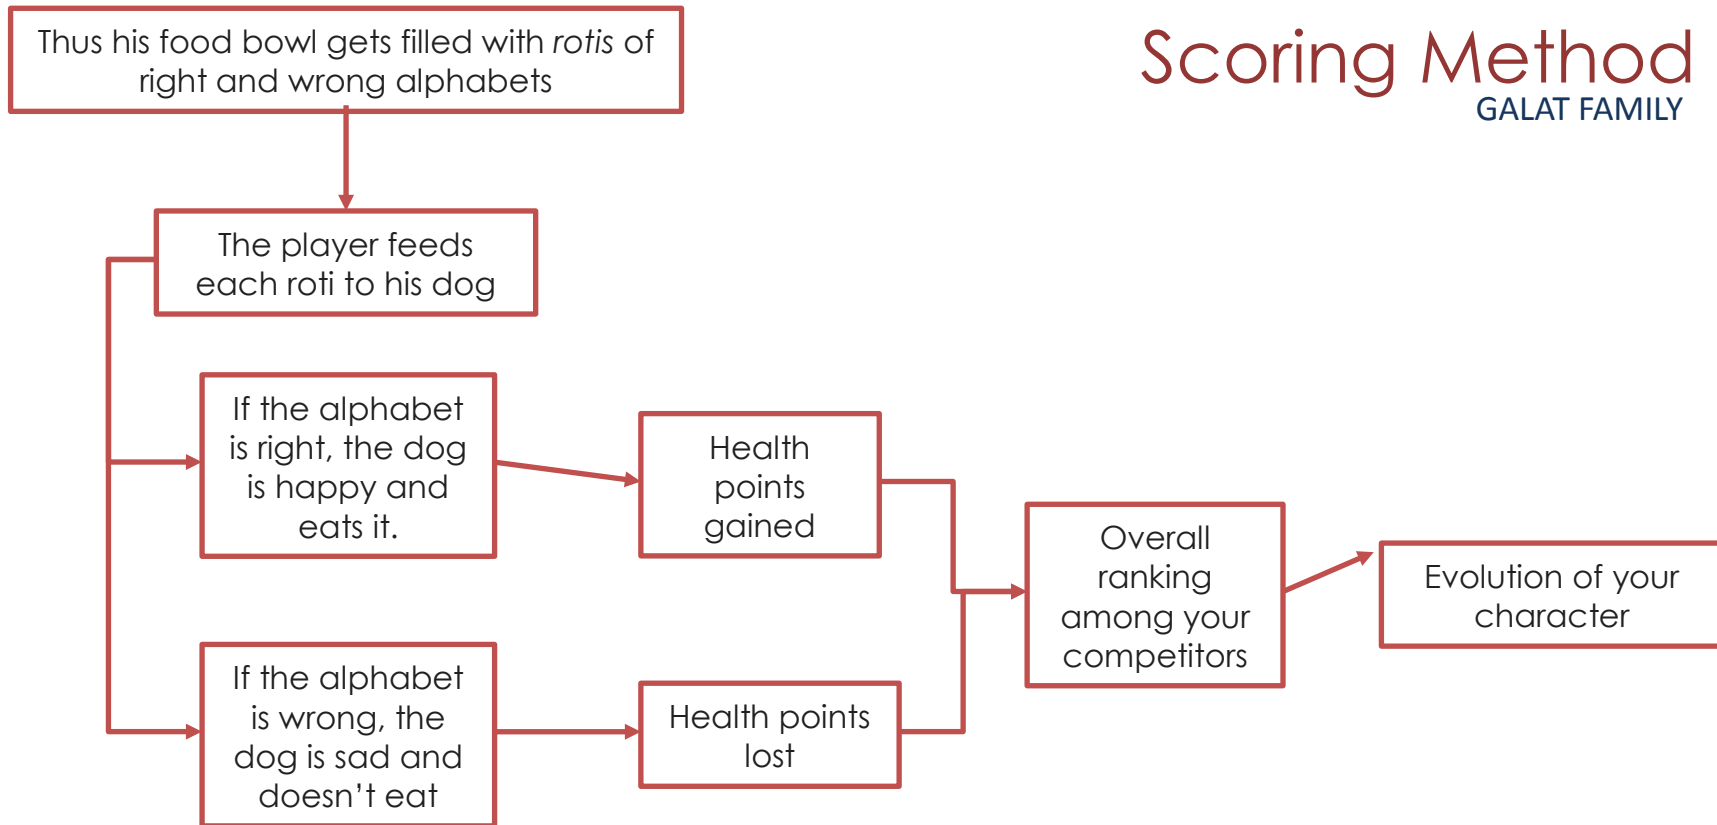 Scoring Method
GALAT FAMILY
Thus his food bowl gets filled with rotis of
right and wrong alphabets
The player feeds
each roti to his dog
If the alphabet
is right, the dog
is happy and
eats it.
Health
points
gained
If the alphabet
is wrong, the
dog is sad and
doesn’t eat
Health points
lost
Overall
ranking
among your
competitors
Evolution of your
character